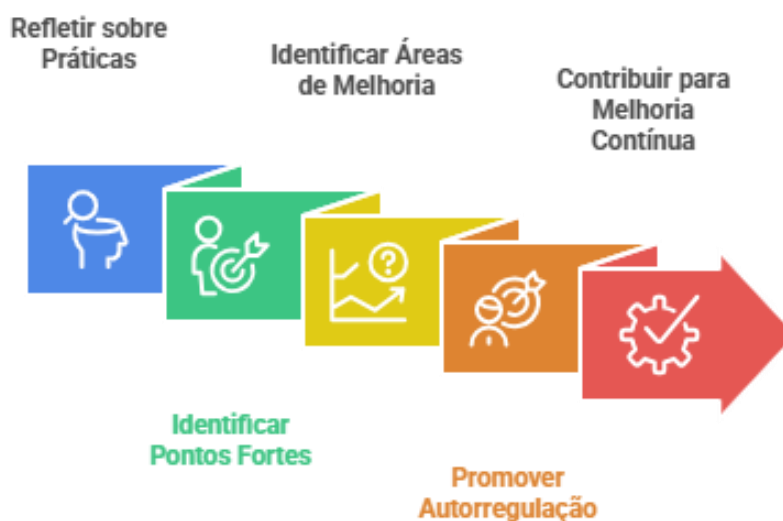 Refletir sobre
Práticas
Identificar Áreas
de Melhoria
Contribuir para
Melhoria
Contínua
?
Identificar
Pontos Fortes
Promover
Autorregulação